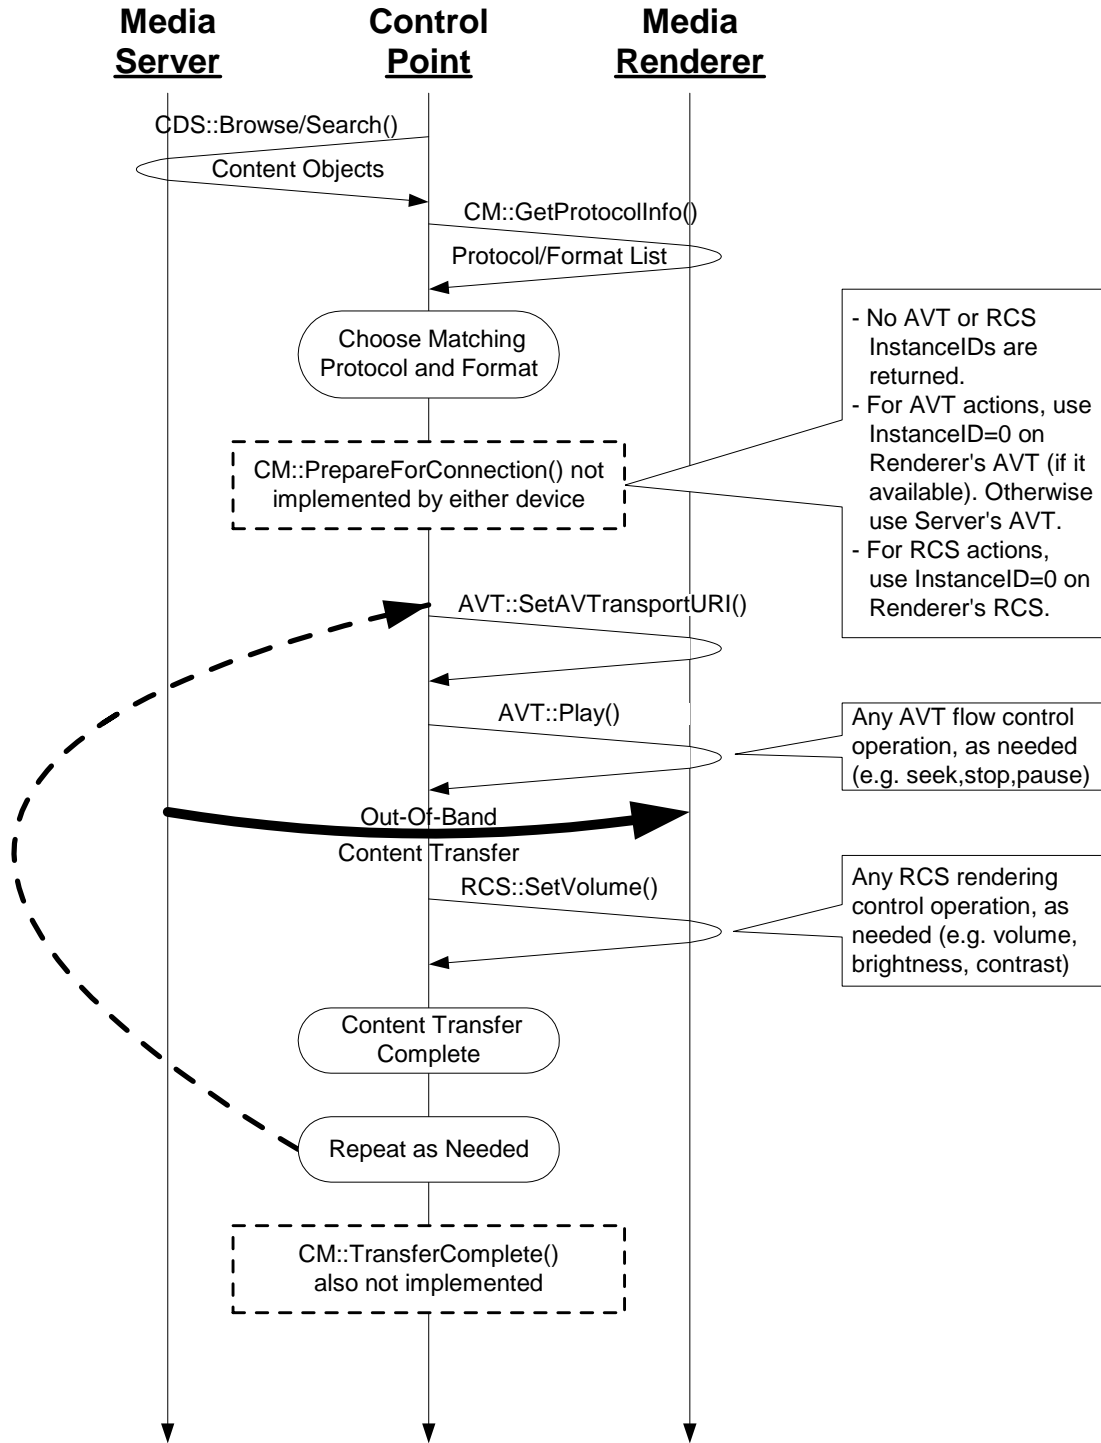 Media
Server
Control
Point
Media
Renderer
CDS::Browse/Search()
Content Objects
CM::GetProtocolInfo()
Protocol/Format List
Choose Matching
Protocol and Format
CM::PrepareForConnection() not
implemented by either device
- No AVT or RCS
InstanceIDs are
returned.
- For AVT actions, use
InstanceID=0 on
Renderer's AVT (if it
available). Otherwise
use Server's AVT.
- For RCS actions,
use InstanceID=0 on
Renderer's RCS.
AVT::SetAVTransportURI()
AVT::Play()
Any AVT flow control
operation, as needed
(e.g. seek,stop,pause)
Out-Of-Band
Content Transfer
RCS::SetVolume()
Any RCS rendering
control operation, as
needed (e.g. volume,
brightness, contrast)
Content Transfer
Complete
Repeat as Needed
CM::TransferComplete()
also not implemented